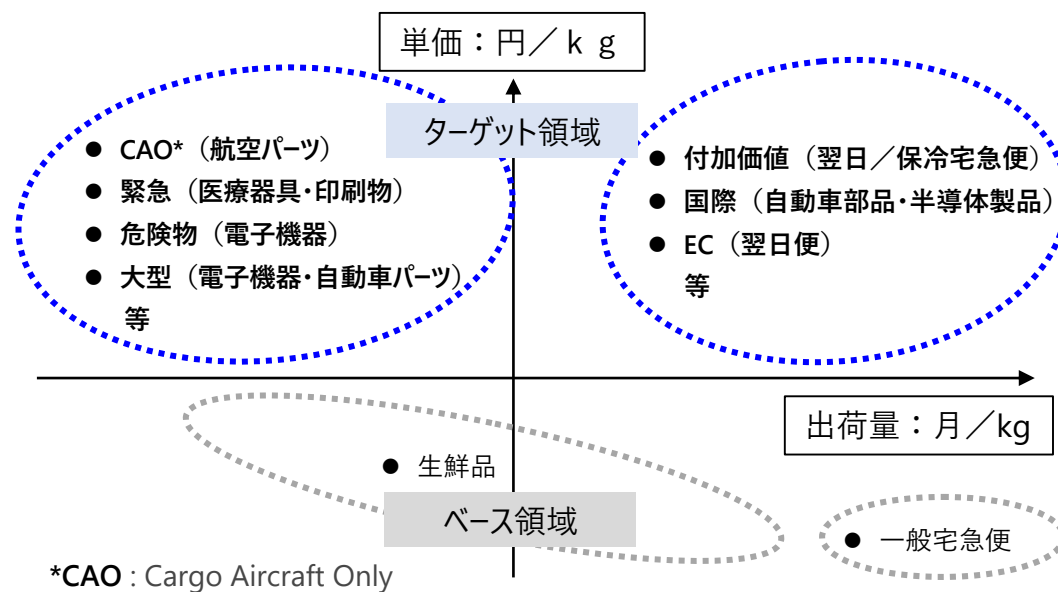 単価：円／ｋｇ
ターゲット領域
● CAO*（航空パーツ）
● 緊急（医療器具・印刷物）
● 危険物（電子機器）
● 大型（電子機器・自動車パーツ）
等
● 付加価値（翌日／保冷宅急便）
● 国際（自動車部品・半導体製品）
● EC（翌日便）
等
出荷量：月／kg
● 生鮮品
ベース領域
● 一般宅急便
*CAO : Cargo Aircraft Only